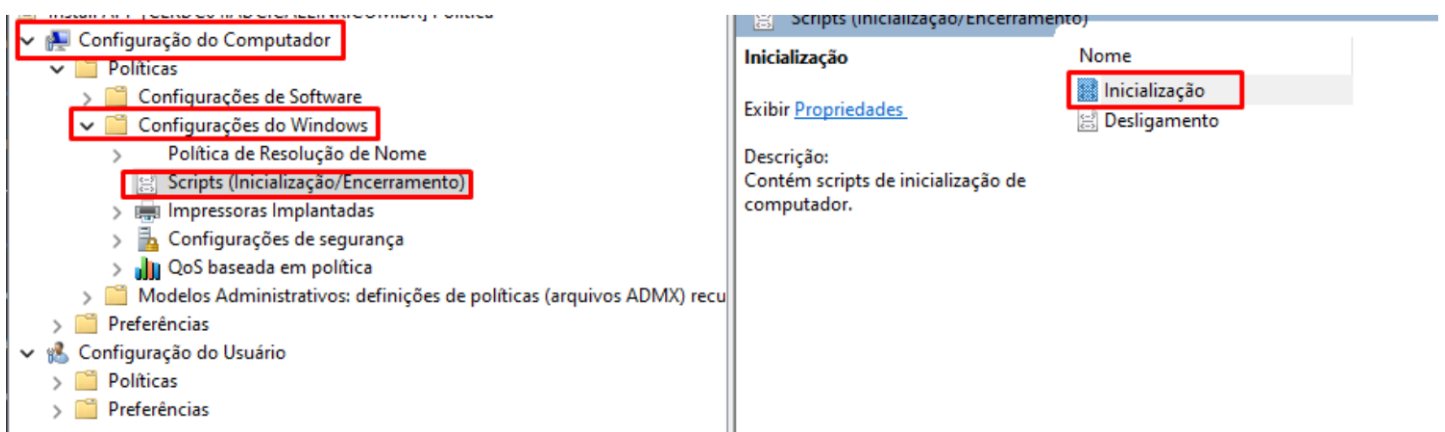 Configuração do Computador
Políticas
Configurações de Software
Configurações do Windows
Política de Resolução de Nome
Scripts (Inicialização/Encerramento)
Impressoras Implantadas
Configurações de segurança
QoS baseada em política
Modelos Administrativos: definições de políticas (arquivos ADMX) recu
Preferências
Configuração do Usuário
Políticas
Preferências
Scripts (Inicialização/Encerramento)
Inicialização
Exibir Propriedades
Descrição:
Contém scripts de inicialização de
computador.
Nome
Inicialização
Desligamento